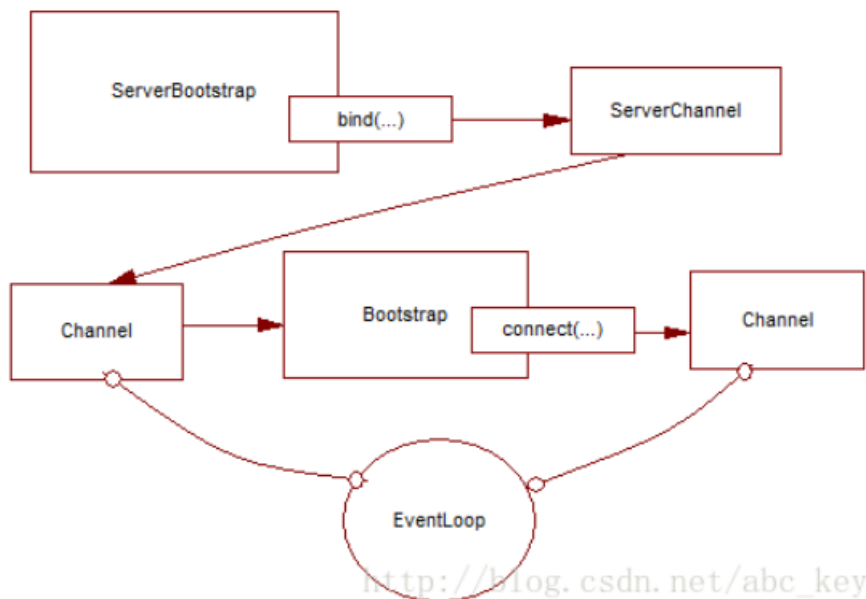 ServerBootstrap
bind(...)
ServerChannel
Channel
Bootstrap
connect(...)
Channel
EventLoop
http://blog.csdn.net/abc_key